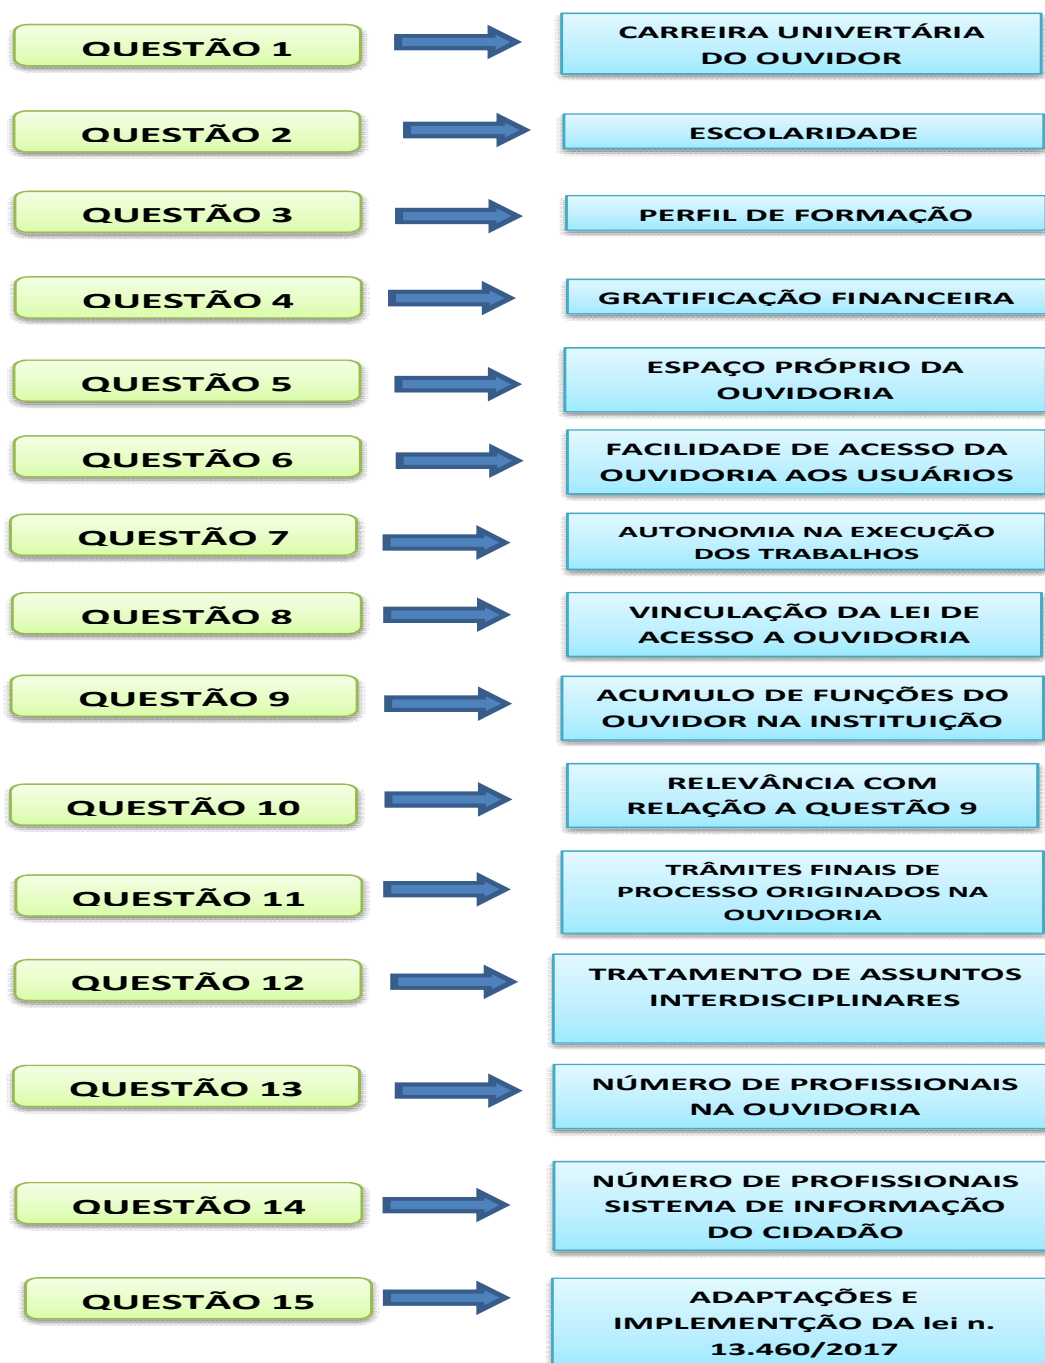 QUESTÃO 1
CARREIRA UNIVERTÁRIA
DO OUVIDOR
QUESTÃO 2
ESCOLARIDADE
QUESTÃO 3
PERFIL DE FORMAÇÃO
QUESTÃO 4
GRATIFICAÇÃO FINANCEIRA
QUESTÃO 5
ESPAÇO PRÓPRIO DA
OUVIDORIA
QUESTÃO 6
FACILIDADE DE ACESSO DA
OUVIDORIA AOS USUÁRIOS
QUESTÃO 7
AUTONOMIA NA EXECUÇÃO
DOS TRABALHOS
QUESTÃO 8
VINCULAÇÃO DA LEI DE
ACESSO A OUVIDORIA
QUESTÃO 9
ACUMULO DE FUNÇÕES DO
OUVIDOR NA INSTITUIÇÃO
QUESTÃO 10
RELEVÂNCIA COM
RELAÇÃO A QUESTÃO 9
QUESTÃO 11
TRÂMITES FINAIS DE
PROCESSO ORIGINADOS NA
OUVIDORIA
QUESTÃO 12
TRATAMENTO DE ASSUNTOS
INTERDISCIPLINARES
QUESTÃO 13
NÚMERO DE PROFISSIONAIS
NA OUVIDORIA
QUESTÃO 14
NÚMERO DE PROFISSIONAIS
SISTEMA DE INFORMAÇÃO
DO CIDADÃO
QUESTÃO 15
ADAPTAÇÕES E
IMPLEMENTÇÃO DA lei n.
13.460/2017